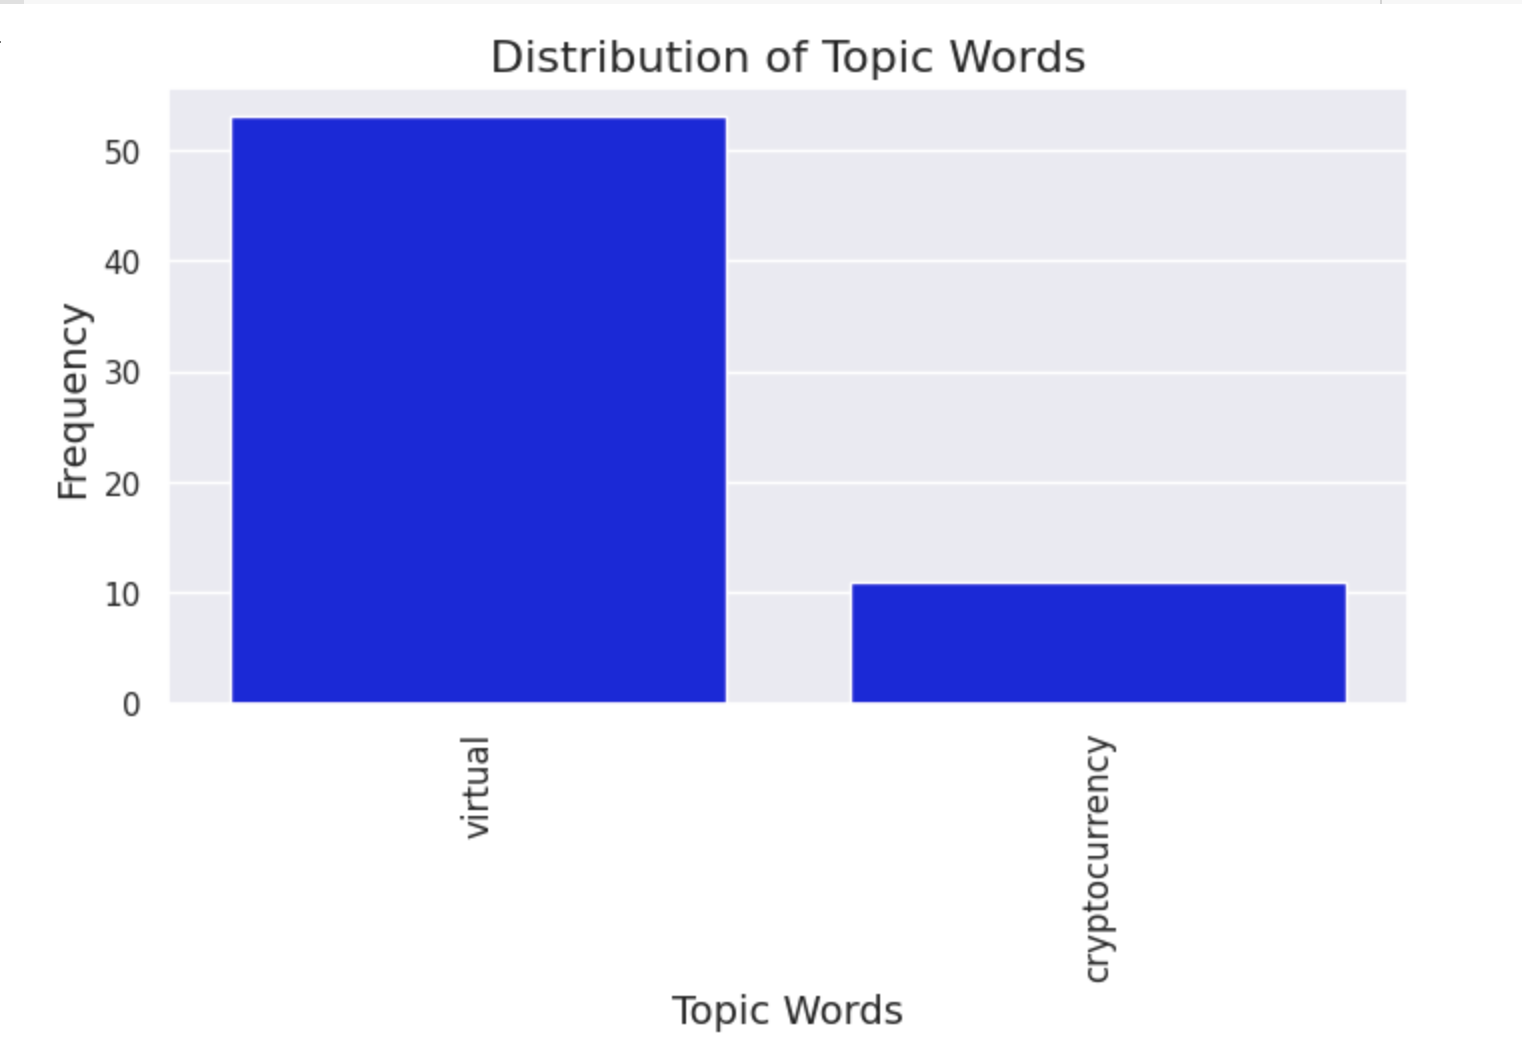 Distribution of Topic Words
Frequency
50
40
30
20
10
0
virtual
cryptocurrency
Topic Words